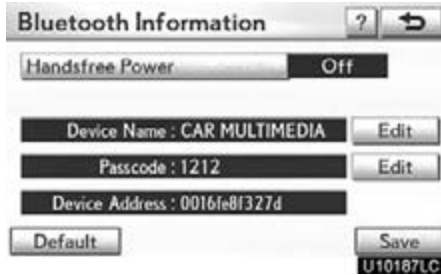 Bluetooth Information ?
Handsfree Power Off
Device Name : CAR MULTIMEDIA Edit
Passcode : 1212 Edit
Device Address : 0016fe8f327d
Default Save
U10187LC